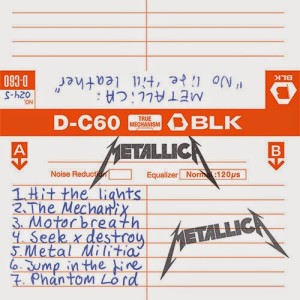 "No life 'till leather"
METALLICA:
D-C60
024-5
NO.
BLK
D-C60 TRUE MECHANISM BLK
A
METALLICA
B
Noise Reduction
Equalizer Normal:120µs
1. Hit the lights
2. The Mechanix
3. Motorbreath
4. Seek x destroy
5. Metal Militia
6. Jump in the fire
7. Phantom Lord
METALLICA